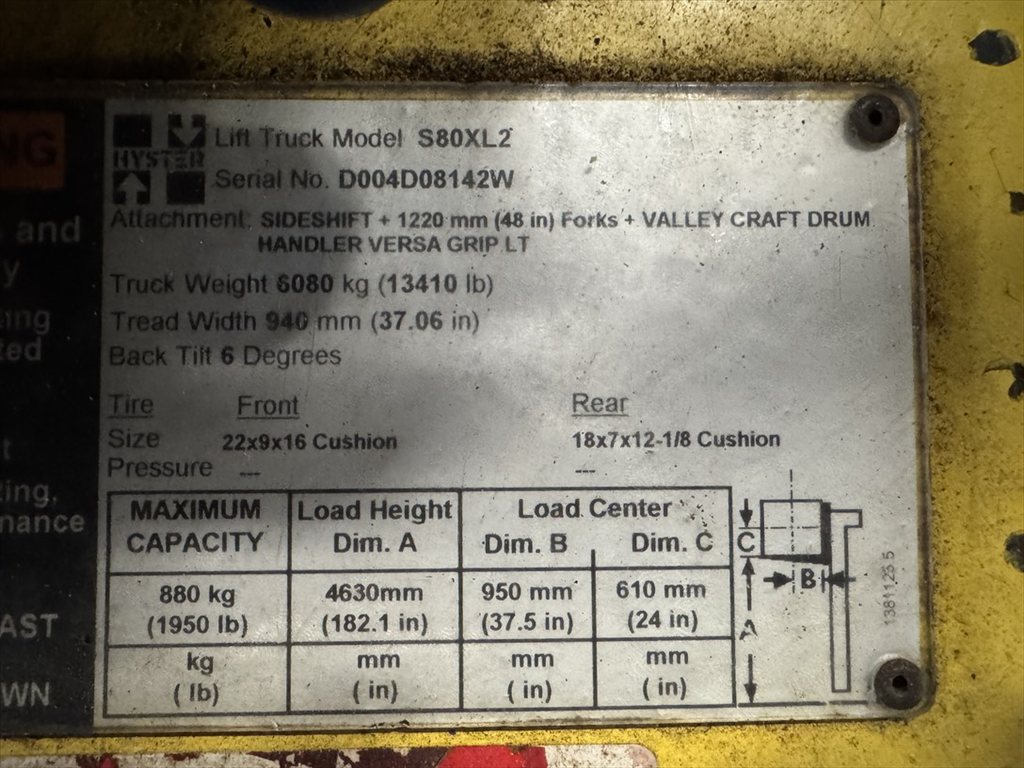 NG
and
y
ing
ted
t
ing,
nance
AST
WN
HYSTER
Lift Truck Model S80XL2
Serial No. D004D08142W
Attachment: SIDESHIFT + 1220 mm (48 in) Forks + VALLEY CRAFT DRUM
HANDLER VERSA GRIP LT
Truck Weight 6080 kg (13410 lb)
Tread Width 940 mm (37.06 in)
Back Tilt 6 Degrees
Tire Front Rear
Size 22x9x16 Cushion 18x7x12-1/8 Cushion
Pressure --- ---
MAXIMUM Load Height Load Center
CAPACITY Dim. A Dim. B Dim. C
880 kg 4630mm 950 mm 610 mm
(1950 lb) (182.1 in) (37.5 in) (24 in)
kg mm mm mm
( lb) ( in) ( in) ( in)
C
B
A